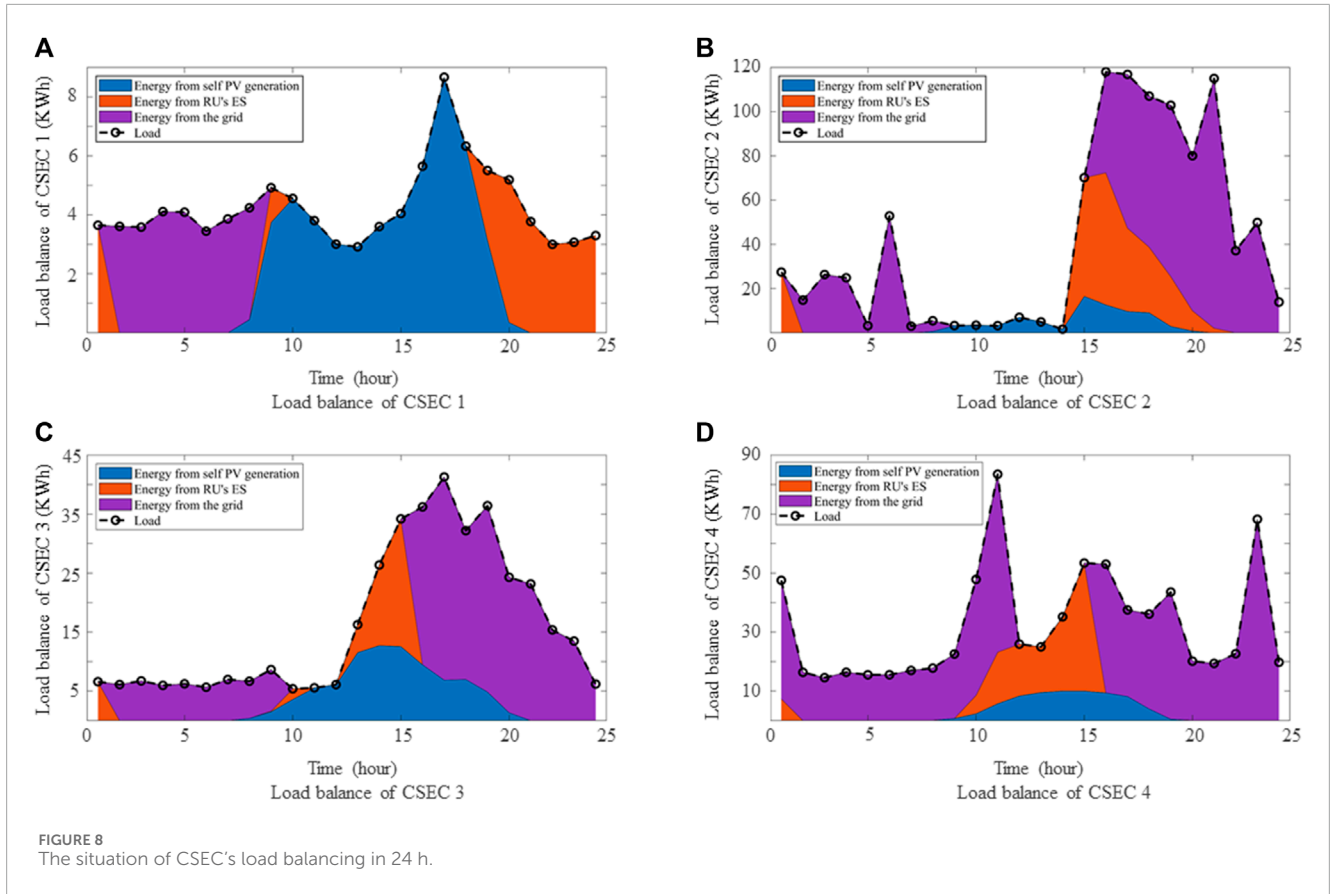 A
Energy from self PV generation
Energy from RU's ES
Energy from the grid
Load
Load balance of CSEC 1 (KWh)
8
6
4
2
0 5 10 15 20 25
Time (hour)
Load balance of CSEC 1
B
Energy from self PV generation
Energy from RU's ES
Energy from the grid
Load
Load balance of CSEC 2 (KWh)
120
100
80
60
40
20
0 5 10 15 20 25
Time (hour)
Load balance of CSEC 2
C
Energy from self PV generation
Energy from RU's ES
Energy from the grid
Load
Load balance of CSEC 3 (KWh)
45
35
25
15
5
0 5 10 15 20 25
Time (hour)
Load balance of CSEC 3
D
Energy from self PV generation
Energy from RU's ES
Energy from the grid
Load
Load balance of CSEC 4 (KWh)
90
70
50
30
10
0 5 10 15 20 25
Time (hour)
Load balance of CSEC 4
FIGURE 8
The situation of CSEC's load balancing in 24 h.